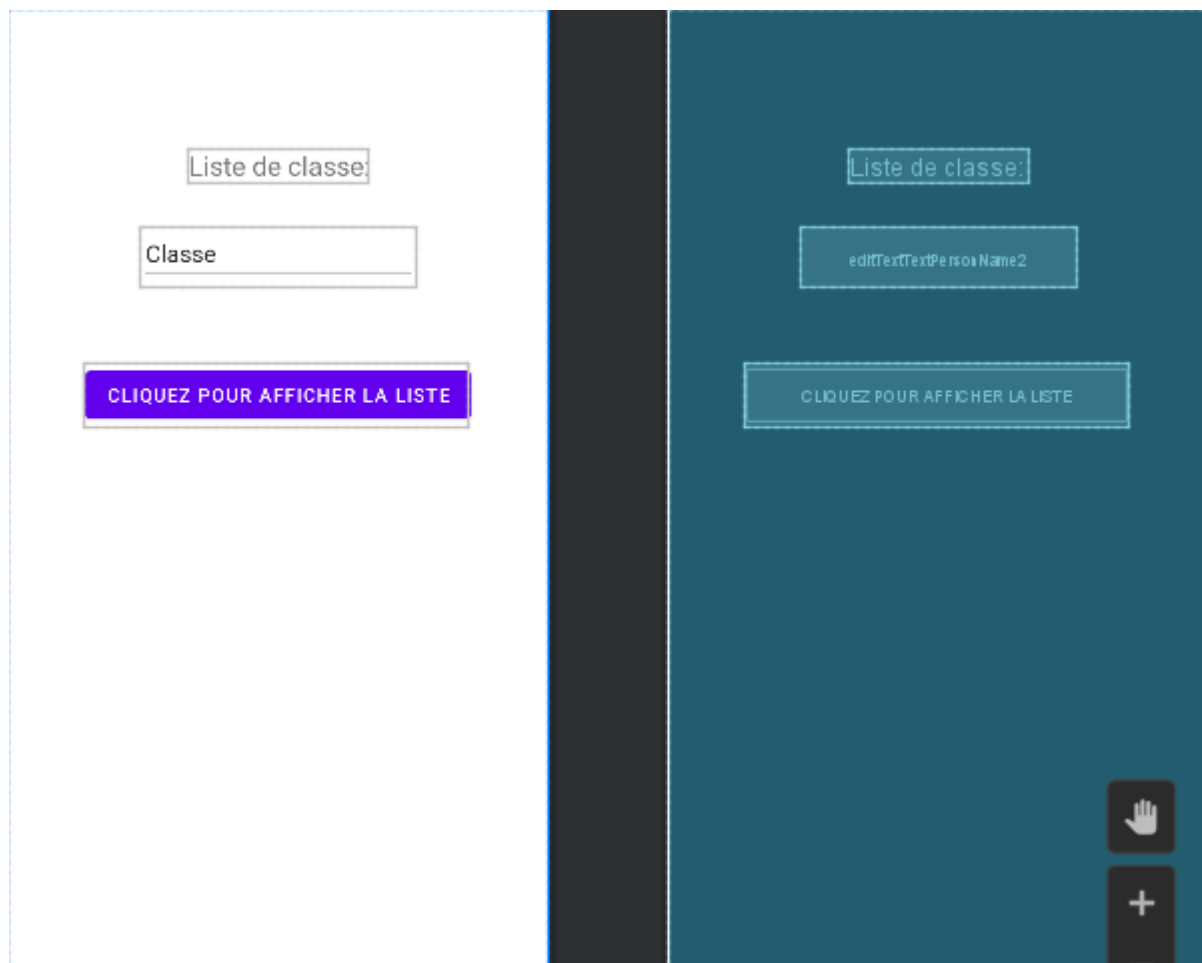 Liste de classe:
Classe
CLIQUEZ POUR AFFICHER LA LISTE
Liste de classe:
editTextTextPersonName2
CLIQUEZ POUR AFFICHER LA LISTE